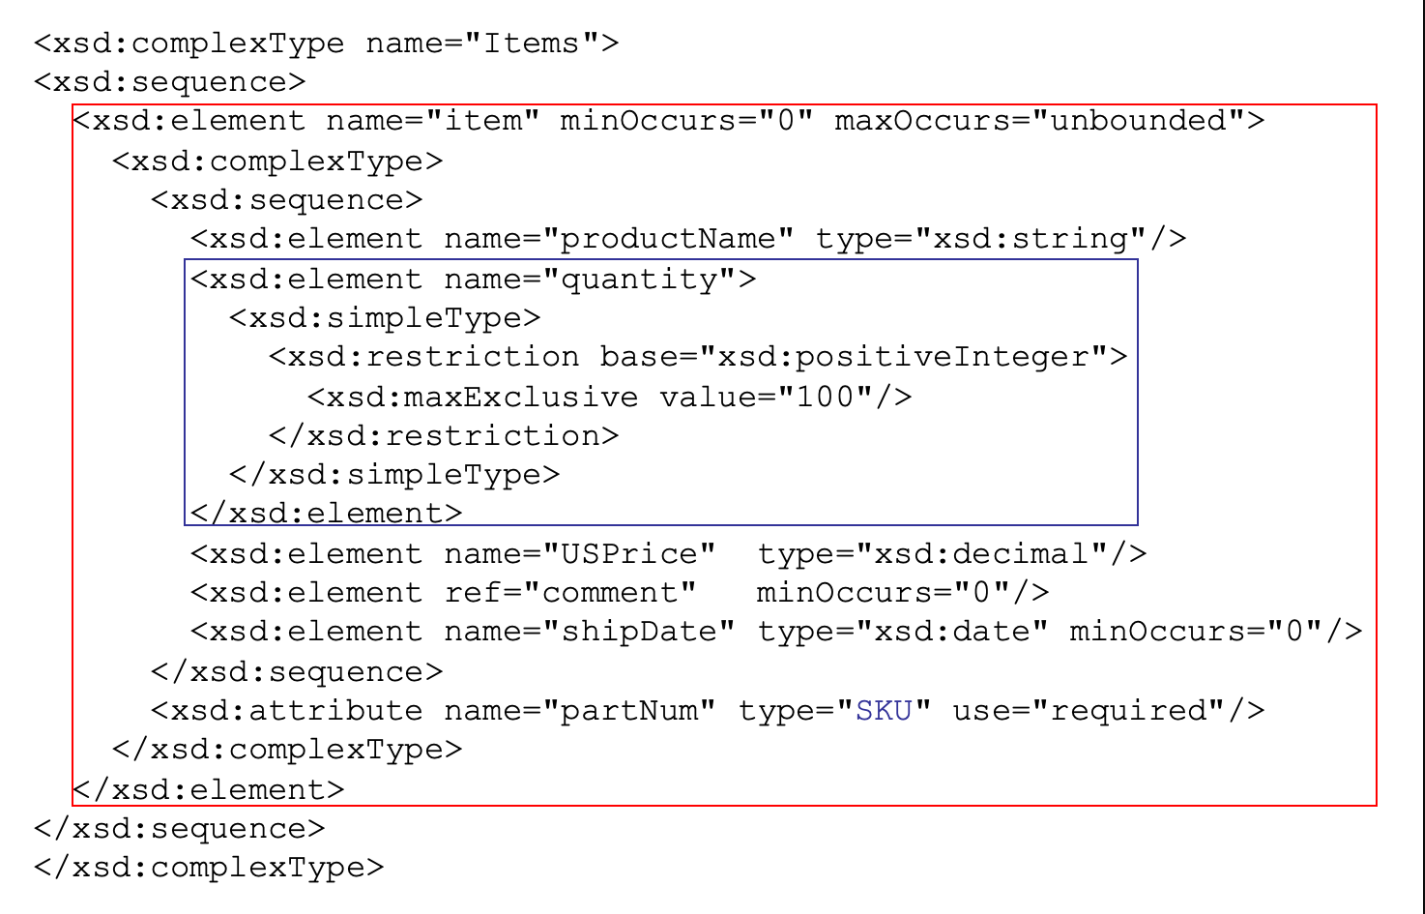 <xsd:complexType name="Items">
<xsd:sequence>
<xsd:element name="item" minOccurs="0" maxOccurs="unbounded">
<xsd:complexType>
<xsd:sequence>
<xsd:element name="productName" type="xsd:string"/>
<xsd:element name="quantity">
<xsd:simpleType>
<xsd:restriction base="xsd:positiveInteger">
<xsd:maxExclusive value="100"/>
</xsd:restriction>
</xsd:simpleType>
</xsd:element>
<xsd:element name="USPrice" type="xsd:decimal"/>
<xsd:element ref="comment" minOccurs="0"/>
<xsd:element name="shipDate" type="xsd:date" minOccurs="0"/>
</xsd:sequence>
<xsd:attribute name="partNum" type="SKU" use="required"/>
</xsd:complexType>
</xsd:element>
</xsd:sequence>
</xsd:complexType>